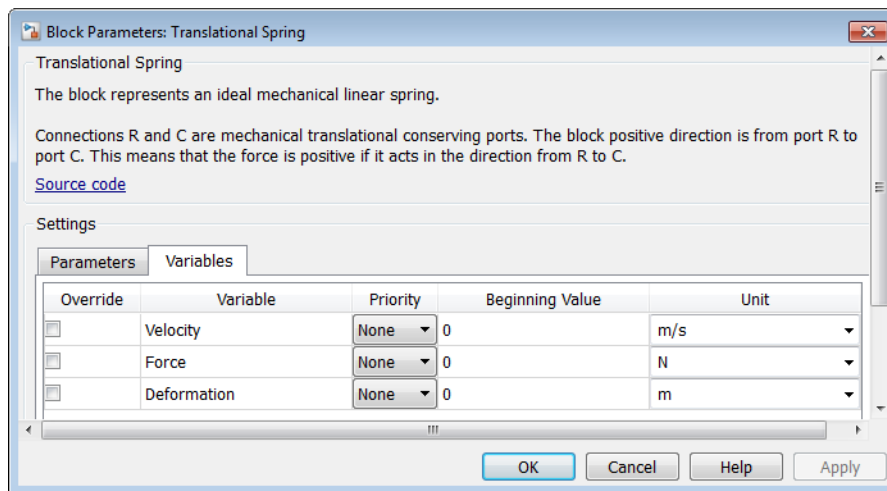 Block Parameters: Translational Spring
Translational Spring
The block represents an ideal mechanical linear spring.
Connections R and C are mechanical translational conserving ports. The block positive direction is from port R to
port C. This means that the force is positive if it acts in the direction from R to C.
Source code
Settings
Parameters Variables
Override Variable Priority Beginning Value Unit
Velocity None 0 m/s
Force None 0 N
Deformation None 0 m
OK Cancel Help Apply